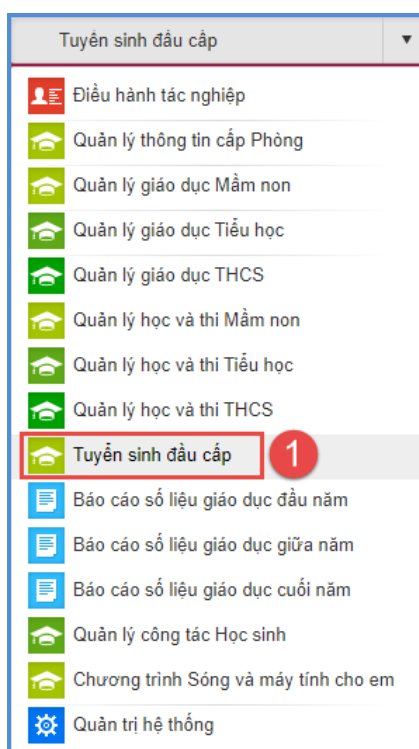 Tuyển sinh đầu cấp
Điều hành tác nghiệp
Quản lý thông tin cấp Phòng
Quản lý giáo dục Mầm non
Quản lý giáo dục Tiểu học
Quản lý giáo dục THCS
Quản lý học và thi Mầm non
Quản lý học và thi Tiểu học
Quản lý học và thi THCS
Tuyển sinh đầu cấp 1
Báo cáo số liệu giáo dục đầu năm
Báo cáo số liệu giáo dục giữa năm
Báo cáo số liệu giáo dục cuối năm
Quản lý công tác Học sinh
Chương trình Sóng và máy tính cho em
Quản trị hệ thống